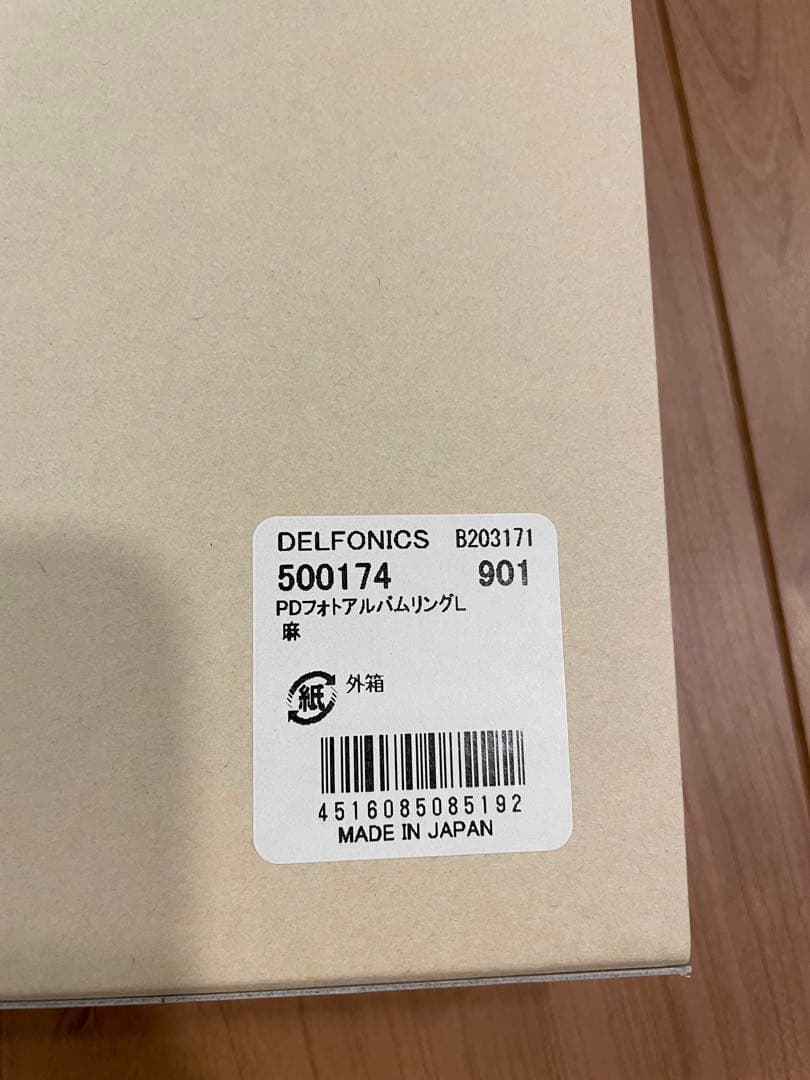 DELFONICS B203171
500174 901
PDフォトアルバムリングL
麻
紙 外箱
4516085085192
MADE IN JAPAN